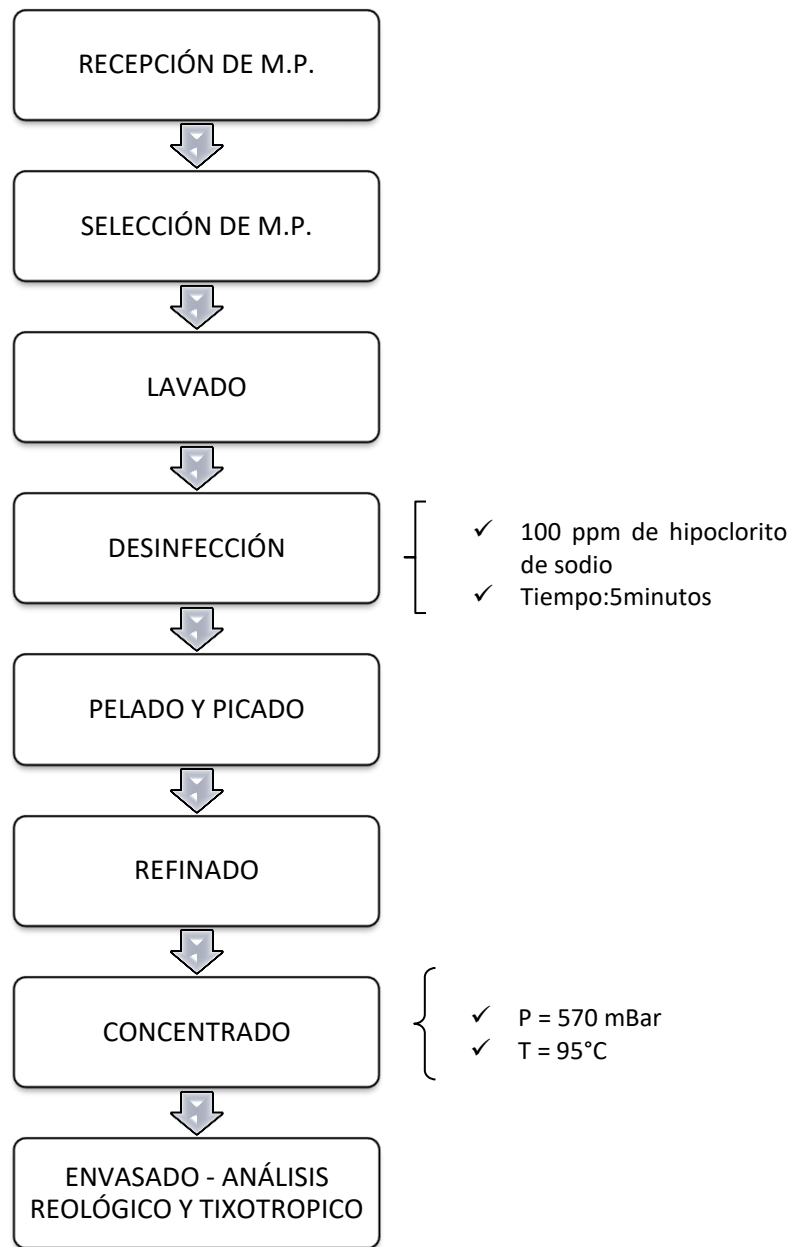 RECEPCIÓN DE M.P.
SELECCIÓN DE M.P.
LAVADO
DESINFECCIÓN
✓ 100 ppm de hipoclorito
de sodio
✓ Tiempo:5minutos
PELADO Y PICADO
REFINADO
CONCENTRADO
✓ P = 570 mBar
✓ T = 95°C
ENVASADO - ANÁLISIS
REOLÓGICO Y TIXOTROPICO